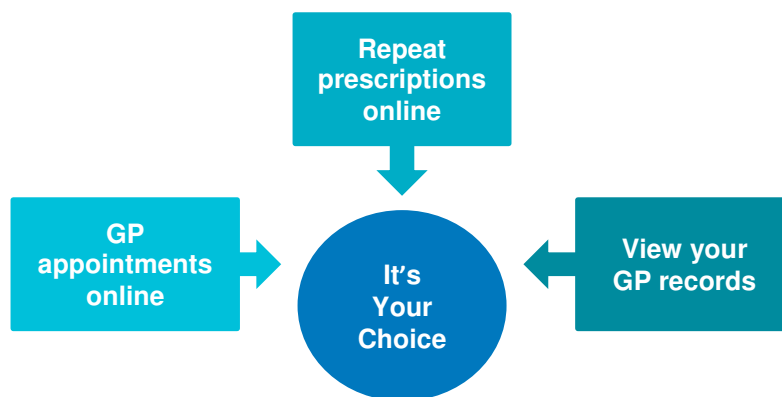 Repeat
prescriptions
online
GP
appointments
online
It's
Your
Choice
View your
GP records